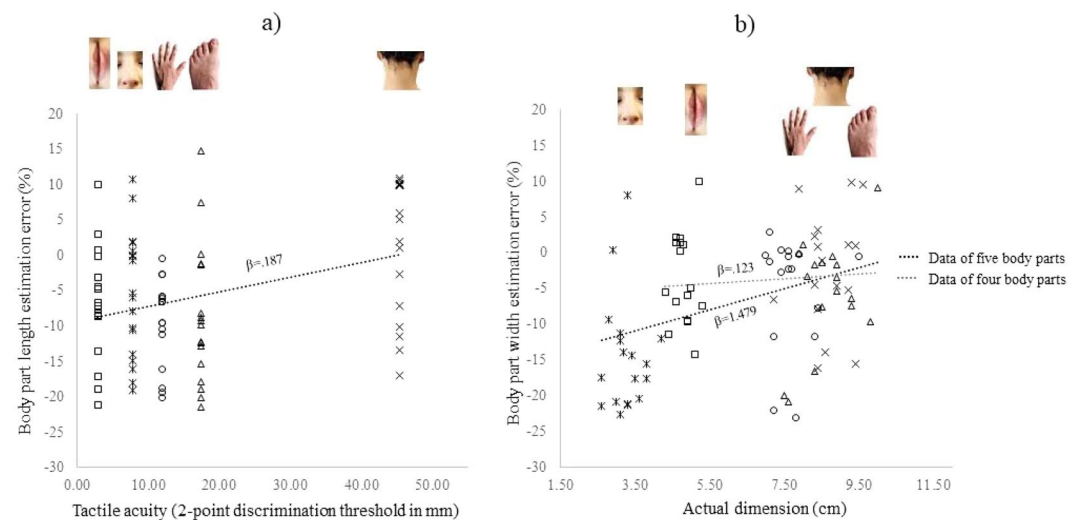 a)
Body part length estimation error (%)
20
15
10
5
0
-5
-10
-15
-20
-25
-30
β=.187
0.00 10.00 20.00 30.00 40.00 50.00
Tactile acuity (2-point discrimination threshold in mm)
b)
Body part width estimation error (%)
20
15
10
5
0
-5
-10
-15
-20
-25
-30
β=.123
β=1.479
1.50 3.50 5.50 7.50 9.50 11.50
Actual dimension (cm)
Data of five body parts
Data of four body parts